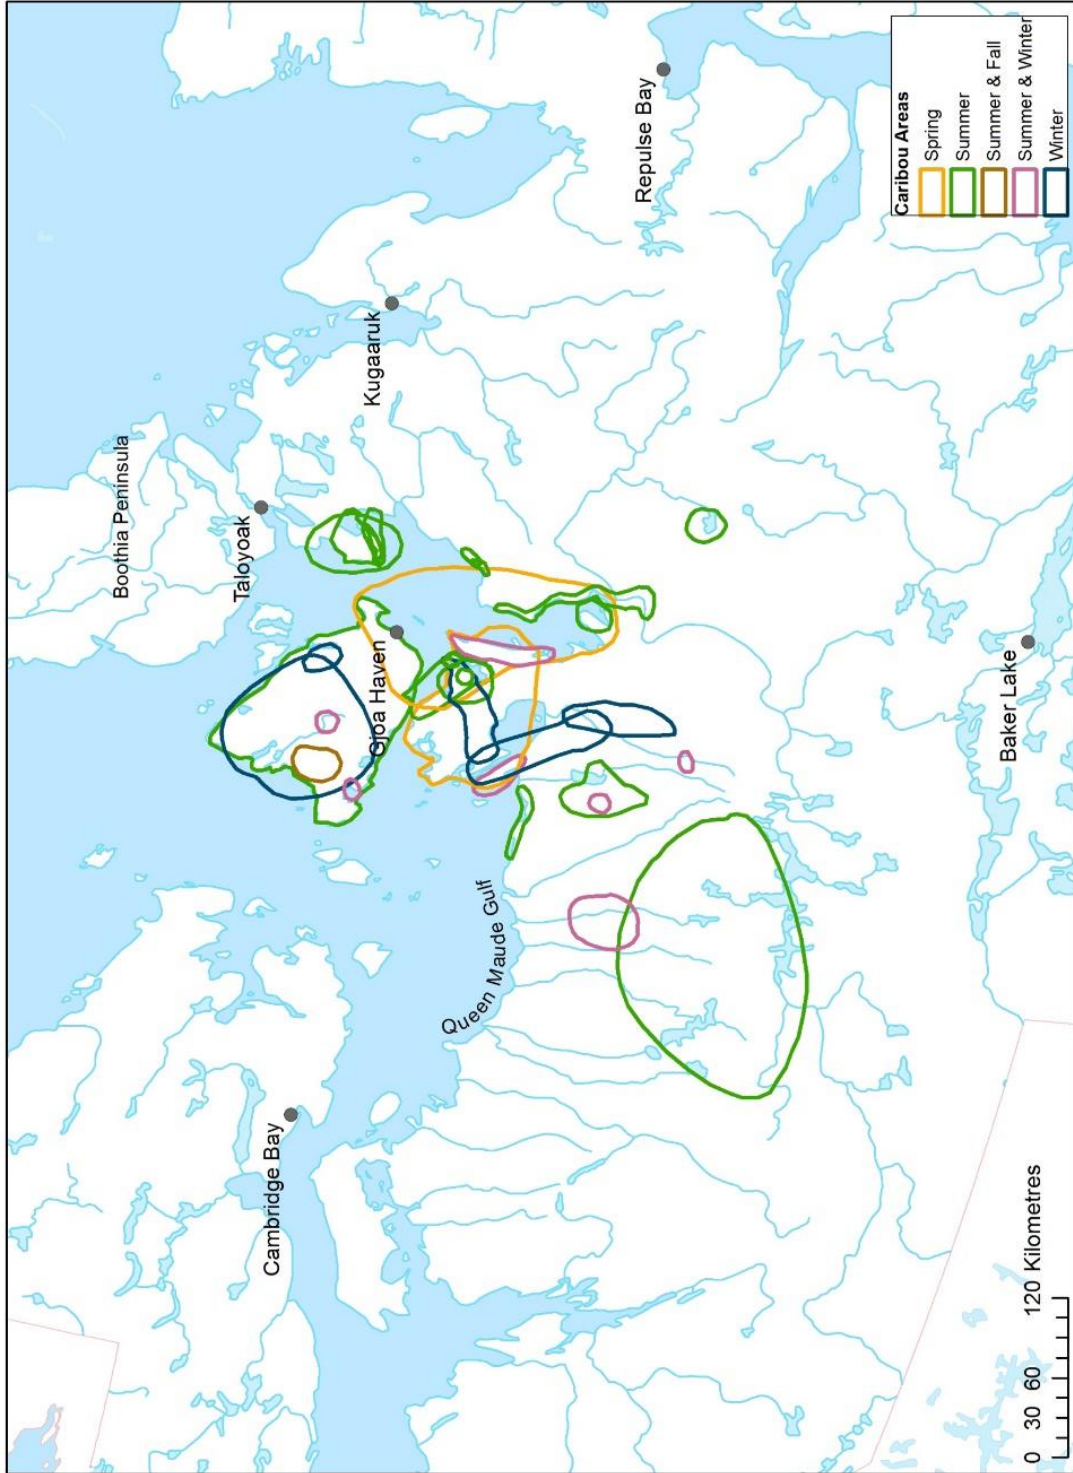 Boothia Peninsula
Taloyoak
Kugaaruk
Repulse Bay
Gjoa Haven
Cambridge Bay
Queen Maude Gulf
Baker Lake
Caribou Areas
Spring
Summer
Summer & Fall
Summer & Winter
Winter
0 30 60 120 Kilometres